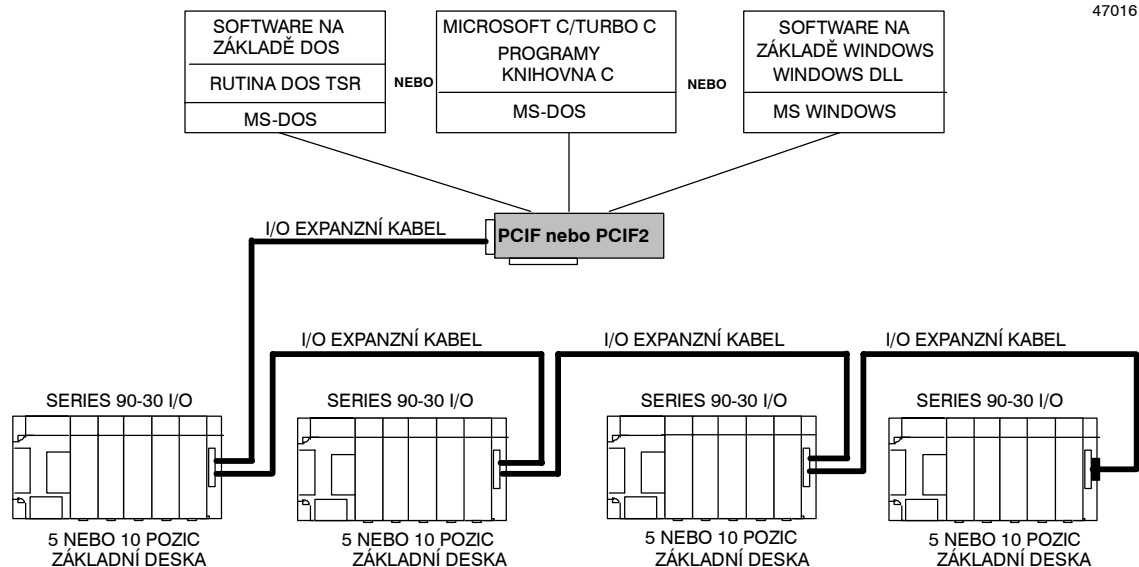 47016
SOFTWARE NA
ZÁKLADĚ DOS
RUTINA DOS TSR
MS-DOS
NEBO
MICROSOFT C/TURBO C
PROGRAMY
KNIHOVNA C
MS-DOS
NEBO
SOFTWARE NA
ZÁKLADĚ WINDOWS
WINDOWS DLL
MS WINDOWS
I/O EXPANZNÍ KABEL
PCIF nebo PCIF2
I/O EXPANZNÍ KABEL
I/O EXPANZNÍ KABEL
I/O EXPANZNÍ KABEL
SERIES 90-30 I/O
SERIES 90-30 I/O
SERIES 90-30 I/O
SERIES 90-30 I/O
5 NEBO 10 POZIC
ZÁKLADNÍ DESKA
5 NEBO 10 POZIC
ZÁKLADNÍ DESKA
5 NEBO 10 POZIC
ZÁKLADNÍ DESKA
5 NEBO 10 POZIC
ZÁKLADNÍ DESKA